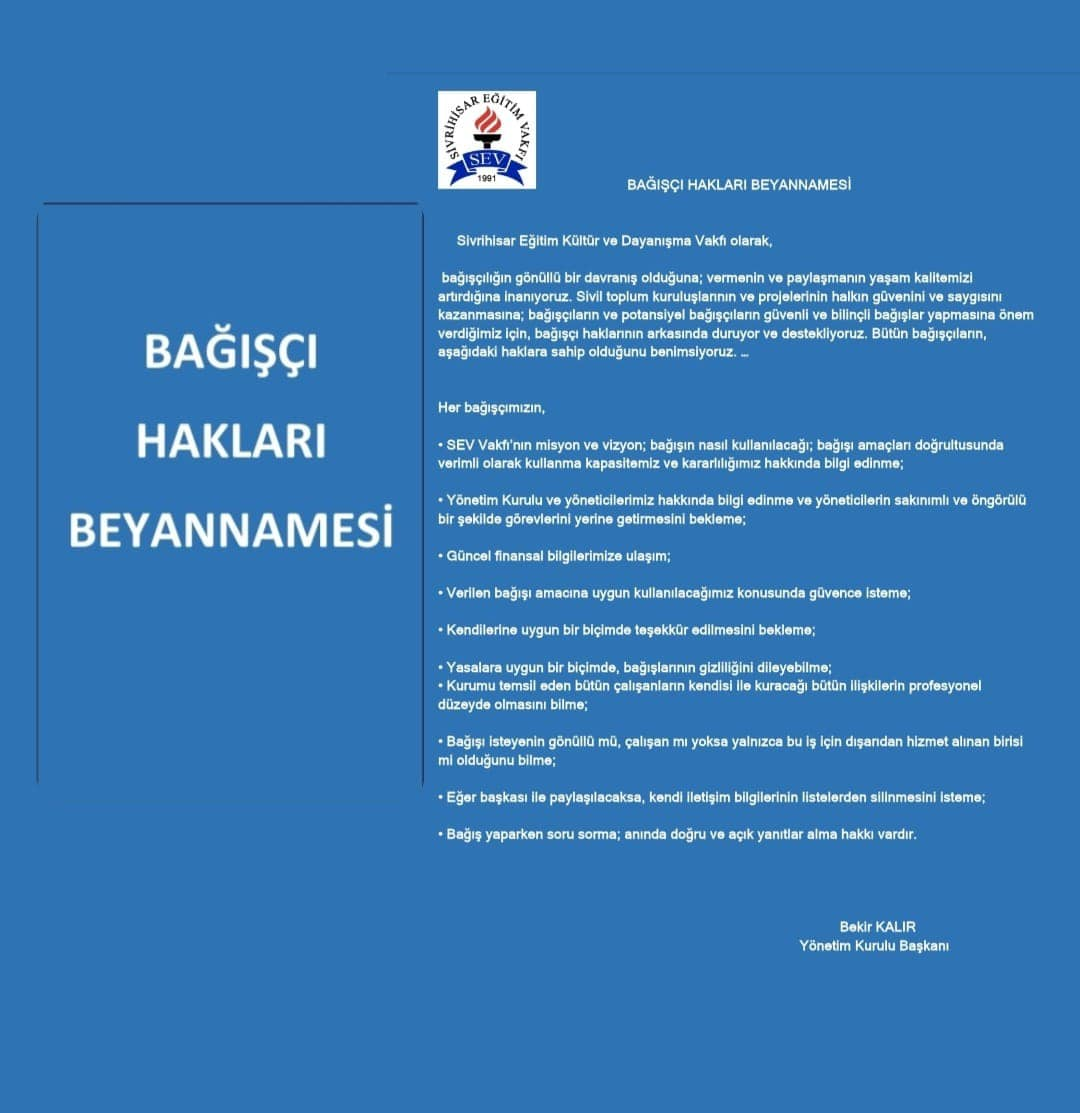 BAĞIŞÇI
HAKLARI
BEYANNAMESİ
SİVRİHİSAR EĞİTİM VAKFI
SEV
1991
BAĞIŞÇI HAKLARI BEYANNAMESİ
Sivrihisar Eğitim Kültür ve Dayanışma Vakfı olarak,
bağışçılığın gönüllü bir davranış olduğuna; vermenin ve paylaşmanın yaşam kalitemizi
artırdığına inanıyoruz. Sivil toplum kuruluşlarının ve projelerinin halkın güvenini ve saygısını
kazanmasına; bağışçıların ve potansiyel bağışçıların güvenli ve bilinçli bağışlar yapmasına önem
verdiğimiz için, bağışçı haklarının arkasında duruyor ve destekliyoruz. Bütün bağışçıların,
aşağıdaki haklara sahip olduğunu benimsiyoruz. ...
Her bağışçımızın,
• SEV Vakfı'nın misyon ve vizyon; bağışın nasıl kullanılacağı; bağışı amaçları doğrultusunda
verimli olarak kullanma kapasitemiz ve kararlılığımız hakkında bilgi edinme;
• Yönetim Kurulu ve yöneticilerimiz hakkında bilgi edinme ve yöneticilerin sakınımlı ve öngörülü
bir şekilde görevlerini yerine getirmesini bekleme;
• Güncel finansal bilgilerimize ulaşım;
• Verilen bağışı amacına uygun kullanılacağımız konusunda güvence isteme;
• Kendilerine uygun bir biçimde teşekkür edilmesini bekleme;
• Yasalara uygun bir biçimde, bağışlarının gizliliğini dileyebilme;
• Kurumu temsil eden bütün çalışanların kendisi ile kuracağı bütün ilişkilerin profesyonel
düzeyde olmasını bilme;
• Bağışı isteyenin gönüllü mü, çalışan mı yoksa yalnızca bu iş için dışarıdan hizmet alınan birisi
mi olduğunu bilme;
• Eğer başkası ile paylaşılacaksa, kendi iletişim bilgilerinin listelerden silinmesini isteme;
• Bağış yaparken soru sorma; anında doğru ve açık yanıtlar alma hakkı vardır.
Bekir KALIR
Yönetim Kurulu Başkanı